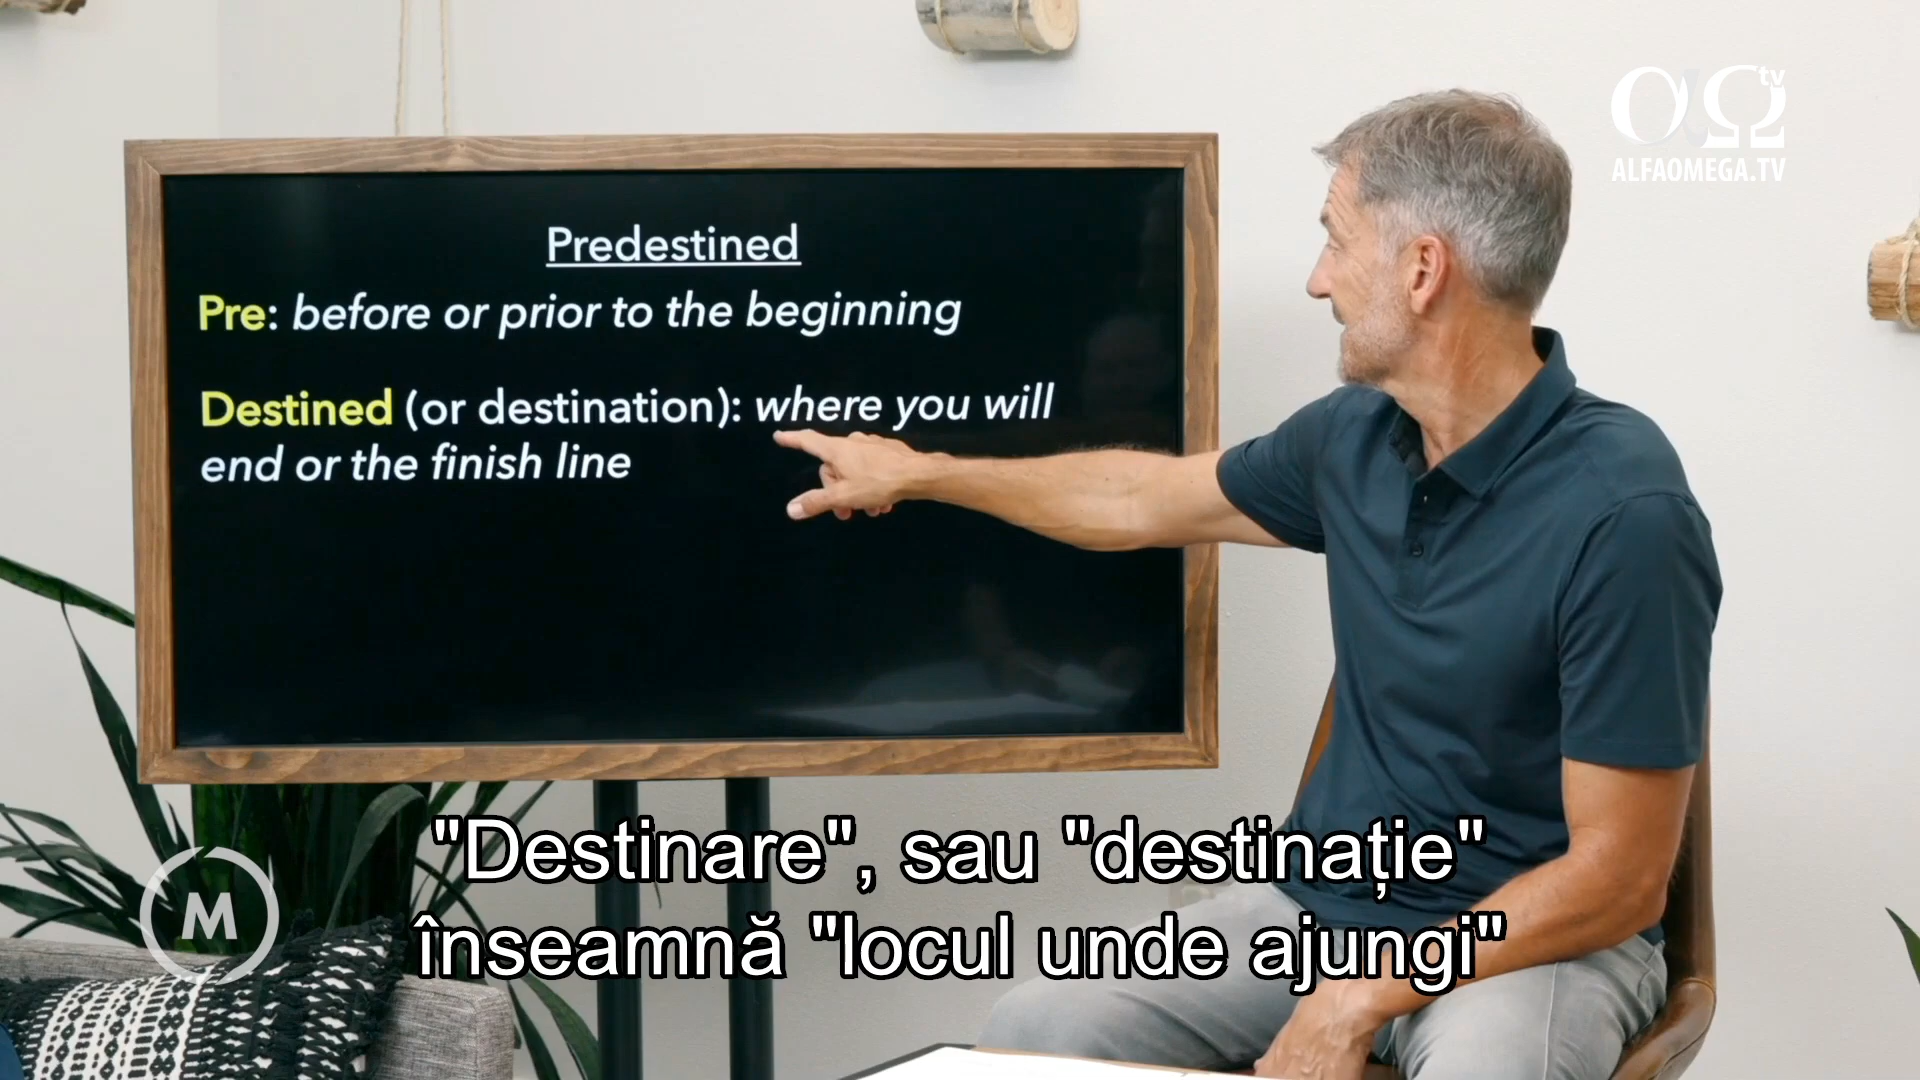 tv
ALFAOMEGA.TV
Predestined
Pre: before or prior to the beginning
Destined (or destination): where you will
end or the finish line
M
"Destinare", sau "destinație"
înseamnă "locul unde ajungi"